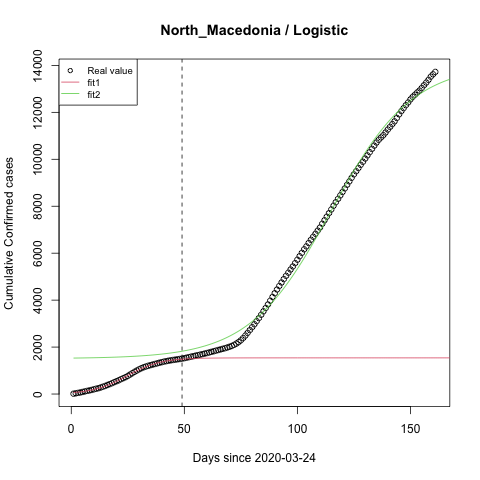 North_Macedonia / Logistic
Real value
fit1
fit2
Cumulative Confirmed cases
14000
12000
10000
8000
6000
4000
2000
0
0 50 100 150
Days since 2020-03-24